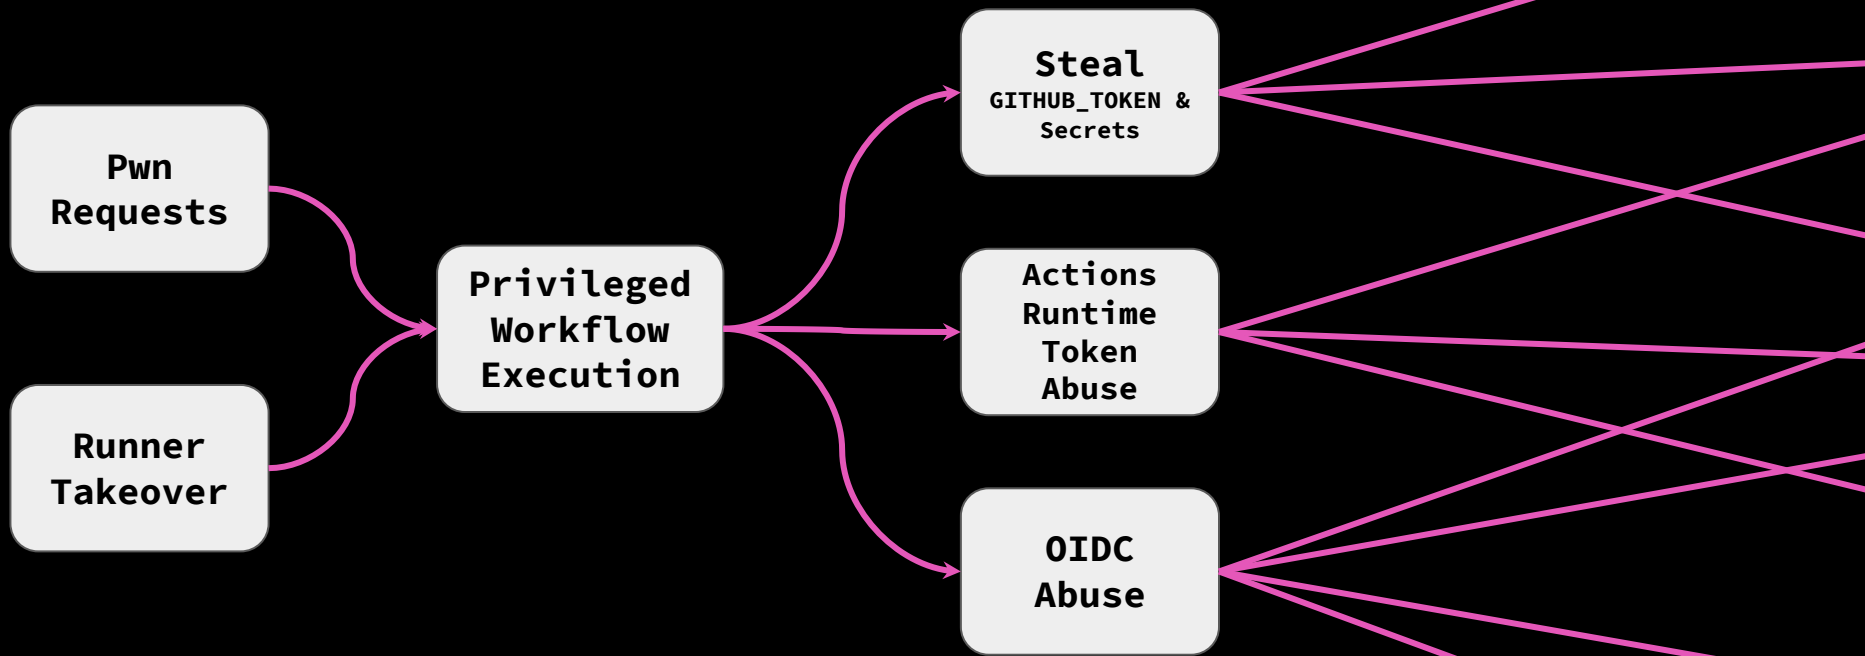 Pwn
Requests
Runner
Takeover
Privileged
Workflow
Execution
Steal
GITHUB_TOKEN &
Secrets
Actions
Runtime
Token
Abuse
OIDC
Abuse